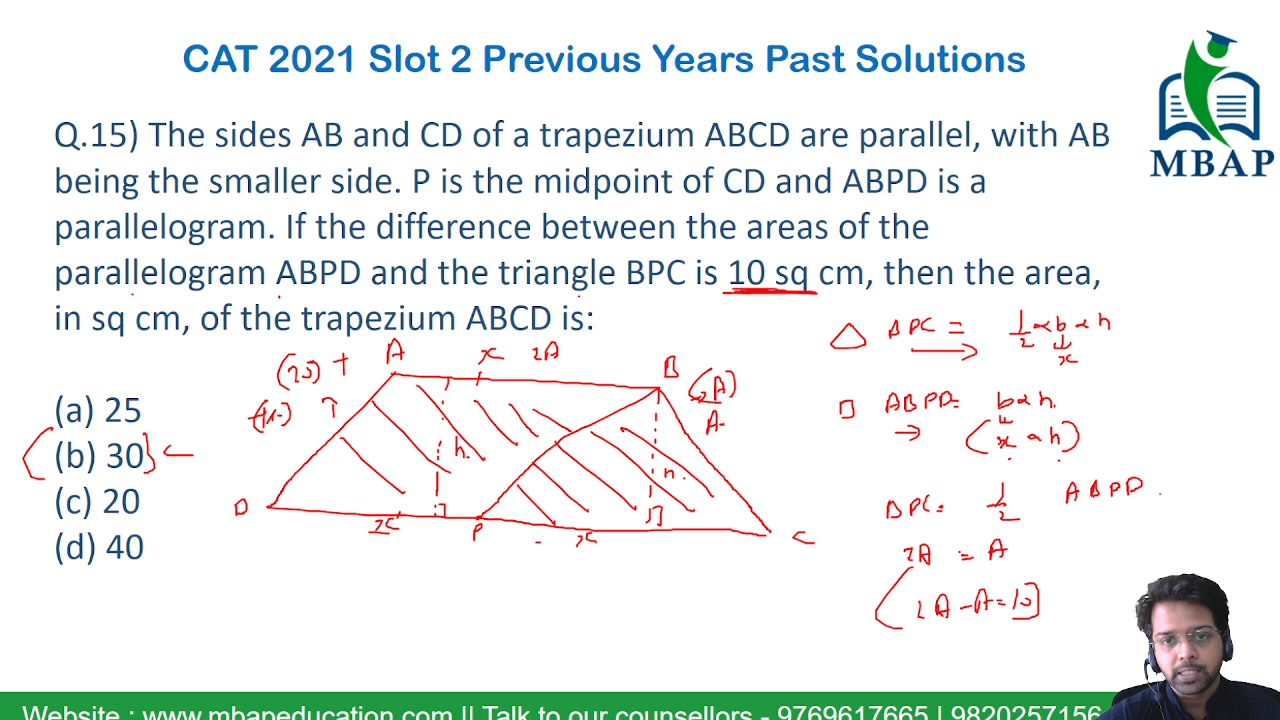 CAT 2021 Slot 2 Previous Years Past Solutions
MBAP
Q.15) The sides AB and CD of a trapezium ABCD are parallel, with AB
being the smaller side. P is the midpoint of CD and ABPD is a
parallelogram. If the difference between the areas of the
parallelogram ABPD and the triangle BPC is 10 sq cm, then the area,
in sq cm, of the trapezium ABCD is:
(a) 25
(b) 30
(c) 20
(d) 40
A x 2A B
(2A)
A
h
h
D x P x C
△ BPC = 1/2 × b × h
x
□ ABPD = b × h
(x × h)
BPC = 1/2 ABPD
2A = A
2A - A = 10
Website : www.mbapeducation.com || Talk to our counsellors - 9769617665 | 9820257156